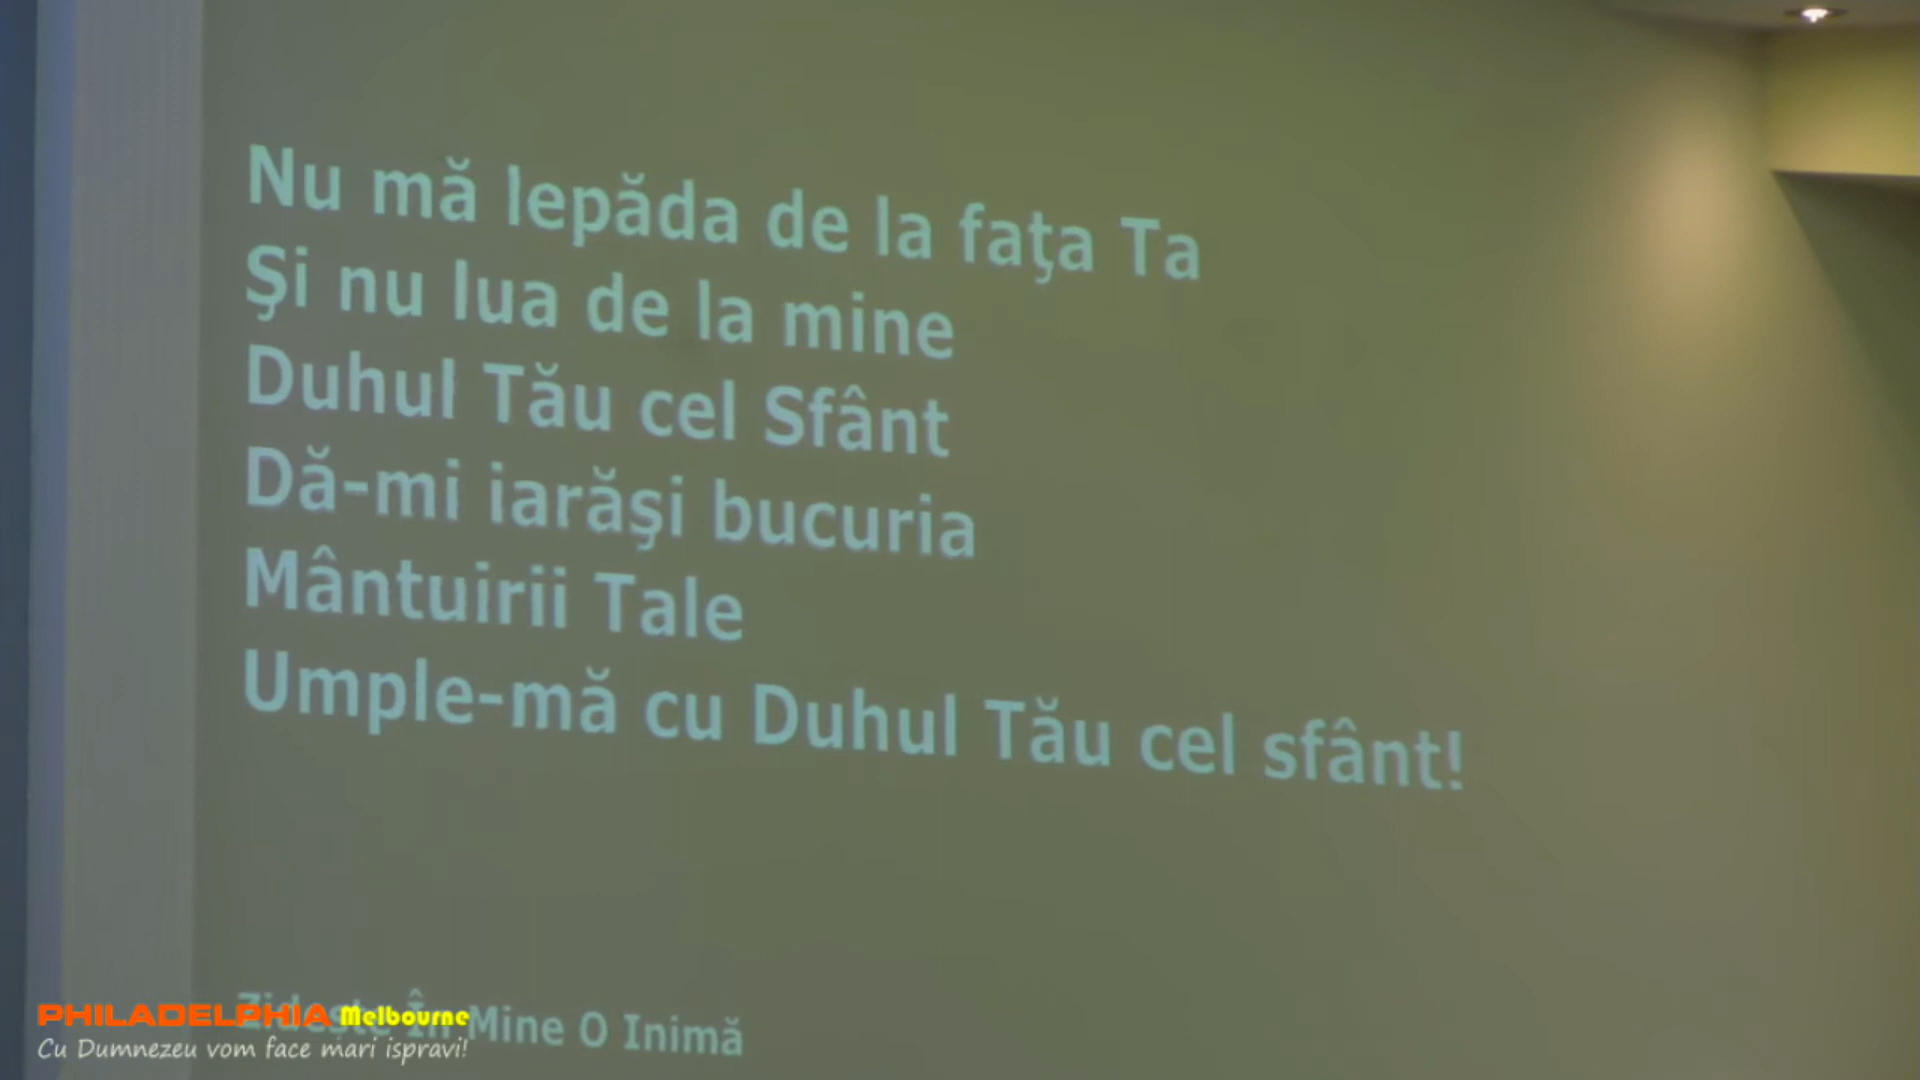 Nu mă lepăda de la faţa Ta
Şi nu lua de la mine
Duhul Tău cel Sfânt
Dă-mi iarăşi bucuria
Mântuirii Tale
Umple-mă cu Duhul Tău cel sfânt!
Zideşte În Mine O Inimă
PHILADELPHIA Melbourne
Cu Dumnezeu vom face mari ispravi!